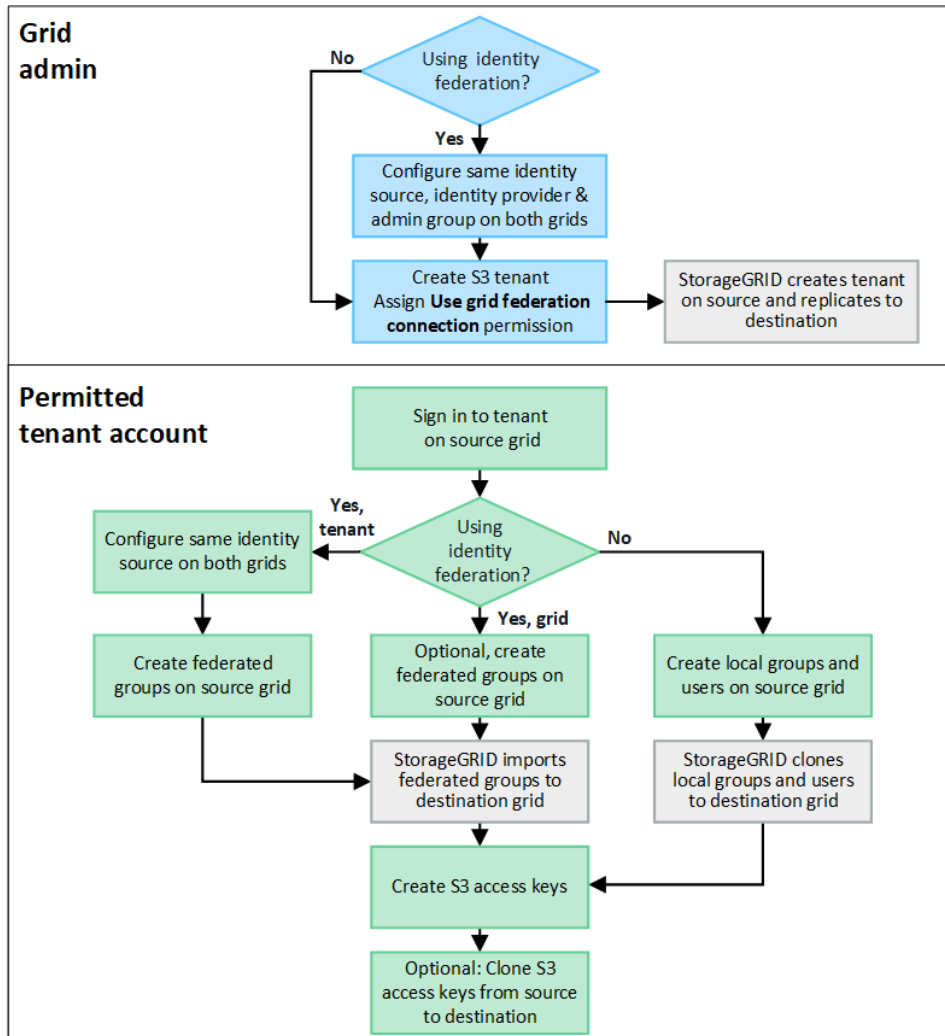 Grid
admin
No
Using identity
federation?
Yes
Configure same identity
source, identity provider &
admin group on both grids
Create S3 tenant
Assign Use grid federation
connection permission
StorageGRID creates tenant
on source and replicates to
destination
Permitted
tenant account
Sign in to tenant
on source grid
Yes,
tenant
Using
identity
federation?
No
Configure same identity
source on both grids
Yes, grid
Create federated
groups on source grid
Optional, create
federated groups on
source grid
Create local groups and
users on source grid
StorageGRID imports
federated groups to
destination grid
StorageGRID clones
local groups and users
to destination grid
Create S3 access keys
Optional: Clone S3
access keys from source
to destination